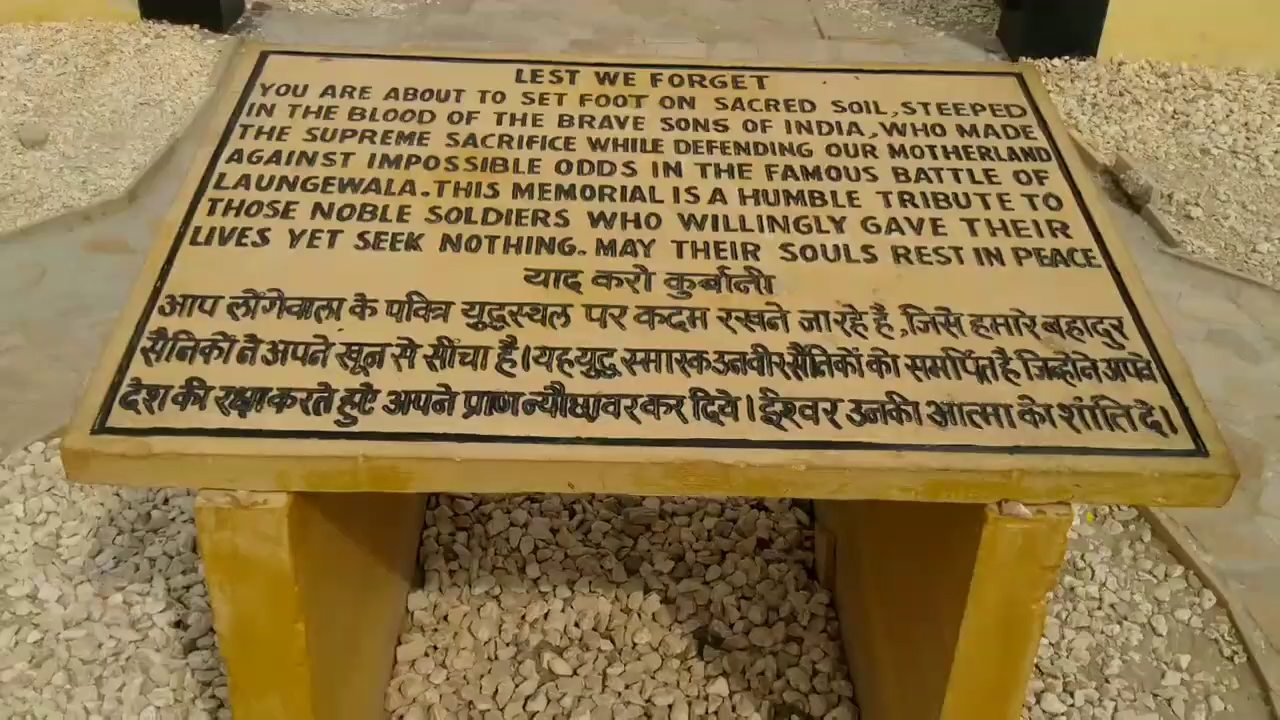 LEST WE FORGET
YOU ARE ABOUT TO SET FOOT ON SACRED SOIL, STEEPED
IN THE BLOOD OF THE BRAVE SONS OF INDIA, WHO MADE
THE SUPREME SACRIFICE WHILE DEFENDING OUR MOTHERLAND
AGAINST IMPOSSIBLE ODDS IN THE FAMOUS BATTLE OF
LAUNGEWALA. THIS MEMORIAL IS A HUMBLE TRIBUTE TO
THOSE NOBLE SOLDIERS WHO WILLINGLY GAVE THEIR
LIVES YET SEEK NOTHING. MAY THEIR SOULS REST IN PEACE
याद करो कुर्बानी
आप लौंगेवाला के पवित्र युद्धस्थल पर कदम रखने जा रहे है, जिसे हमारे बहादुर
सैनिकों ने अपने खून से सींचा है। यह युद्ध स्मारक उन वीर सैनिकों को समर्पित है जिन्होंने अपने
देश की रक्षा करते हुऐ अपने प्राण न्यौछावर कर दिये। ईश्वर उनकी आत्मा को शांति दे।